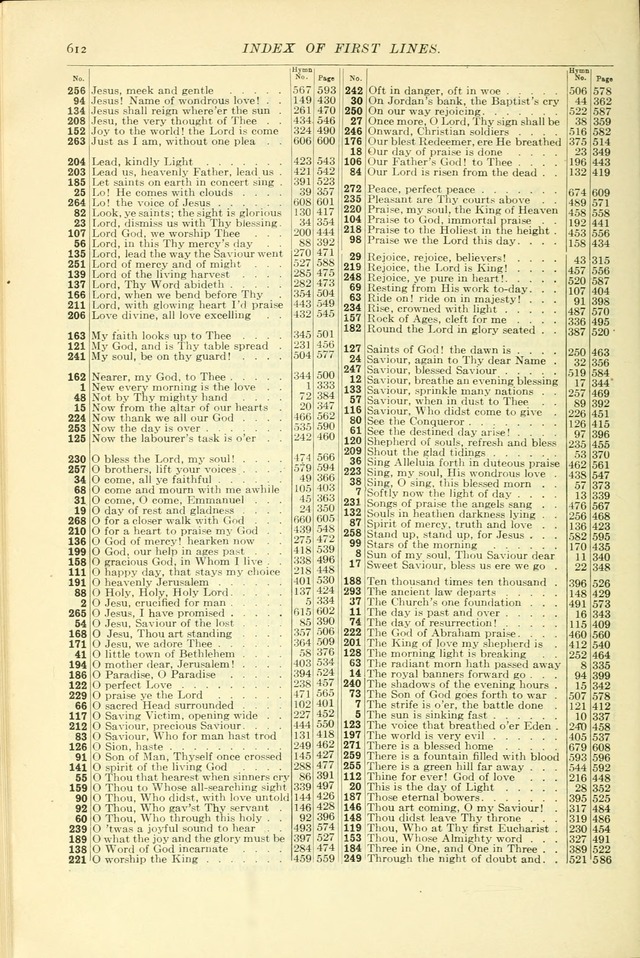 612
INDEX OF FIRST LINES.
No. Hymn No. Page
256 Jesus, meek and gentle 567 593
94 Jesus! Name of wondrous love! 149 430
134 Jesus shall reign where'er the sun 261 470
208 Jesu, the very thought of Thee 434 546
152 Joy to the world! the Lord is come 324 490
263 Just as I am, without one plea 606 600
204 Lead, kindly Light 423 543
203 Lead us, heavenly Father, lead us 421 542
185 Let saints on earth in concert sing 391 523
25 Lo! He comes with clouds 39 357
264 Lo! the voice of Jesus 608 601
82 Look, ye saints; the sight is glorious 130 417
23 Lord, dismiss us with Thy blessing 34 354
107 Lord God, we worship Thee 200 444
56 Lord, in this Thy mercy's day 88 392
135 Lord, lead the way the Saviour went 270 471
251 Lord of mercy and of might 527 588
139 Lord of the living harvest 285 475
137 Lord, Thy Word abideth 282 473
166 Lord, when we bend before Thy 354 504
211 Lord, with glowing heart I'd praise 443 549
206 Love divine, all love excelling 432 545
163 My faith looks up to Thee 345 501
121 My God, and is Thy table spread 231 456
241 My soul, be on thy guard! 504 577
162 Nearer, my God, to Thee 344 500
1 New every morning is the love 1 333
48 Not by Thy mighty hand 72 384
15 Now from the altar of our hearts 20 347
224 Now thank we all our God 466 562
253 Now the day is over 535 590
125 Now the labourer's task is o'er 242 460
230 O bless the Lord, my soul! 474 566
257 O brothers, lift your voices 579 594
34 O come, all ye faithful 49 366
68 O come and mourn with me awhile 105 403
31 O come, O come, Emmanuel 45 363
19 O day of rest and gladness 24 350
268 O for a closer walk with God 660 605
210 O for a heart to praise my God 439 548
136 O God of mercy! hearken now 275 472
199 O God, our help in ages past 418 539
158 O gracious God, in Whom I live 338 496
111 O happy day, that stays my choice 218 448
191 O heavenly Jerusalem 401 530
88 O Holy, Holy, Holy Lord 137 424
2 O Jesu, crucified for man 5 334
265 O Jesus, I have promised 615 602
54 O Jesu, Saviour of the lost 85 390
168 O Jesu, Thou art standing 357 506
171 O Jesu, we adore Thee 364 509
41 O little town of Bethlehem 58 376
194 O mother dear, Jerusalem! 403 534
186 O Paradise, O Paradise 394 524
122 O perfect Love 238 457
229 O praise ye the Lord 471 565
66 O sacred Head surrounded 102 401
117 O Saving Victim, opening wide 227 452
212 O Saviour, precious Saviour 444 550
83 O Saviour, Who for man hast trod 131 418
126 O Sion, haste 249 462
91 O Son of Man, Thyself once crossed 145 427
141 O spirit of the living God 288 477
55 O Thou that hearest when sinners cry 86 391
159 O Thou to Whose all-searching sight 339 497
90 O Thou, Who didst, with love untold 144 426
92 O Thou, Who gav'st Thy servant 146 428
60 O Thou, Who through this holy 92 396
239 O 'twas a joyful sound to hear 493 574
189 O what the joy and the glory must be 397 527
138 O Word of God incarnate 284 474
221 O worship the King 459 559
No. Hymn No. Page
242 Oft in danger, oft in woe 506 578
30 On Jordan's bank, the Baptist's cry 44 362
250 On our way rejoicing 522 587
27 Once more, O Lord, Thy sign shall be 38 359
246 Onward, Christian soldiers 516 582
176 Our blest Redeemer, ere He breathed 375 514
18 Our day of praise is done 23 349
106 Our Father's God! to Thee 196 443
84 Our Lord is risen from the dead 132 419
272 Peace, perfect peace 674 609
235 Pleasant are Thy courts above 489 571
220 Praise, my soul, the King of Heaven 458 558
104 Praise to God, immortal praise 192 441
218 Praise to the Holiest in the height 453 556
98 Praise we the Lord this day 158 434
29 Rejoice, rejoice, believers! 43 315
219 Rejoice, the Lord is King! 457 556
248 Rejoice, ye pure in heart! 520 587
69 Resting from His work to-day 107 404
63 Ride on! ride on in majesty! 91 398
234 Rise, crowned with light 487 570
157 Rock of Ages, cleft for me 336 495
182 Round the Lord in glory seated 387 520
127 Saints of God! the dawn is 250 463
24 Saviour, again to Thy dear Name 32 356
247 Saviour, blessed Saviour 519 584
12 Saviour, breathe an evening blessing 17 344
133 Saviour, sprinkle many nations 257 469
57 Saviour, when in dust to Thee 89 392
116 Saviour, Who didst come to give 226 451
80 See the Conqueror 126 415
61 See the destined day arise! 97 396
120 Shepherd of souls, refresh and bless 235 455
209 Shout the glad tidings 53 370
36 Sing Alleluia forth in duteous praise 462 561
223 Sing, my soul, His wondrous love 438 547
38 Sing, O sing, this blessed morn 57 373
7 Softly now the light of day 13 339
231 Songs of praise the angels sang 476 567
132 Souls in heathen darkness lying 256 468
87 Spirit of mercy, truth and love 136 423
258 Stand up, stand up, for Jesus 582 595
99 Stars of the morning 170 435
8 Sun of my soul, Thou Saviour dear 11 340
17 Sweet Saviour, bless us ere we go 22 348
188 Ten thousand times ten thousand 396 526
293 The ancient law departs 148 429
37 The Church's one foundation 491 573
11 The day is past and over 16 343
74 The day of resurrection! 115 409
222 The God of Abraham praise 460 560
201 The King of love my shepherd is 412 540
128 The morning light is breaking 252 464
63 The radiant morn hath passed away 8 335
14 The royal banners forward go 94 399
240 The shadows of the evening hours 15 342
73 The Son of God goes forth to war 507 578
7 The strife is o'er, the battle done 121 412
5 The sun is sinking fast 10 337
123 The voice that breathed o'er Eden 240 458
197 The world is very evil 405 537
271 There is a blessed home 679 608
259 There is a fountain filled with blood 593 596
255 There is a green hill far away 544 592
112 Thine for ever! God of love 216 448
20 This is the day of Light 28 352
187 Those eternal bowers 395 525
146 Thou art coming, O my Saviour! 317 484
148 Thou didst leave Thy throne 319 486
119 Thou, Who at Thy first Eucharist 230 454
153 Thou, Whose Almighty word 327 491
184 Three in One, and One in Three 389 522
249 Through the night of doubt and 521 586